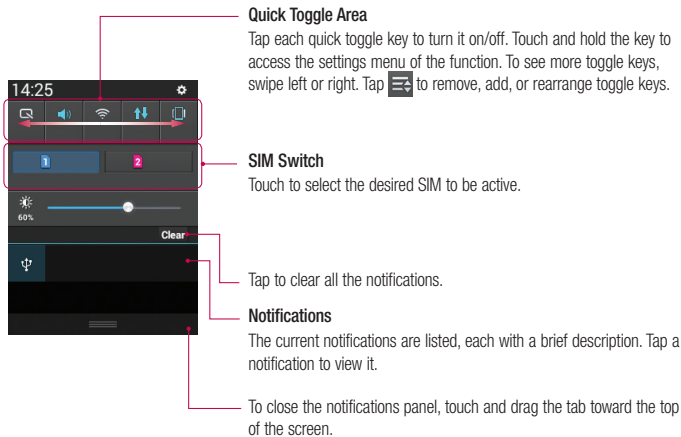 Quick Toggle Area
Tap each quick toggle key to turn it on/off. Touch and hold the key to
access the settings menu of the function. To see more toggle keys,
swipe left or right. Tap to remove, add, or rearrange toggle keys.
14:25
1
2
SIM Switch
Touch to select the desired SIM to be active.
60%
Clear
Tap to clear all the notifications.
Notifications
The current notifications are listed, each with a brief description. Tap a
notification to view it.
To close the notifications panel, touch and drag the tab toward the top
of the screen.